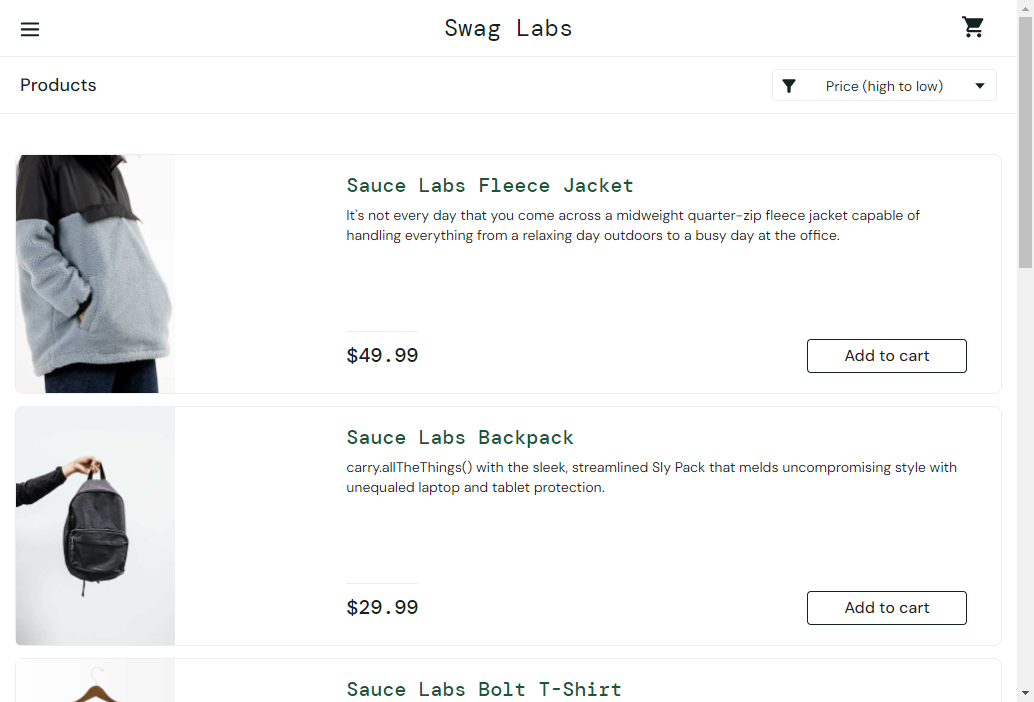 Swag Labs
Products
Price (high to low)
Sauce Labs Fleece Jacket
It's not every day that you come across a midweight quarter-zip fleece jacket capable of
handling everything from a relaxing day outdoors to a busy day at the office.
$49.99
Add to cart
Sauce Labs Backpack
carry.allTheThings() with the sleek, streamlined Sly Pack that melds uncompromising style with
unequaled laptop and tablet protection.
$29.99
Add to cart
Sauce Labs Bolt T-Shirt